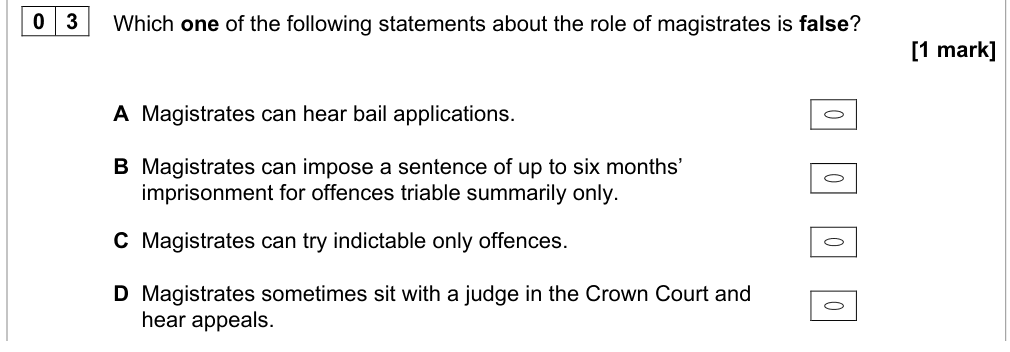 0 3 Which one of the following statements about the role of magistrates is false?
[1 mark]
A Magistrates can hear bail applications.
B Magistrates can impose a sentence of up to six months’
imprisonment for offences triable summarily only.
C Magistrates can try indictable only offences.
D Magistrates sometimes sit with a judge in the Crown Court and
hear appeals.